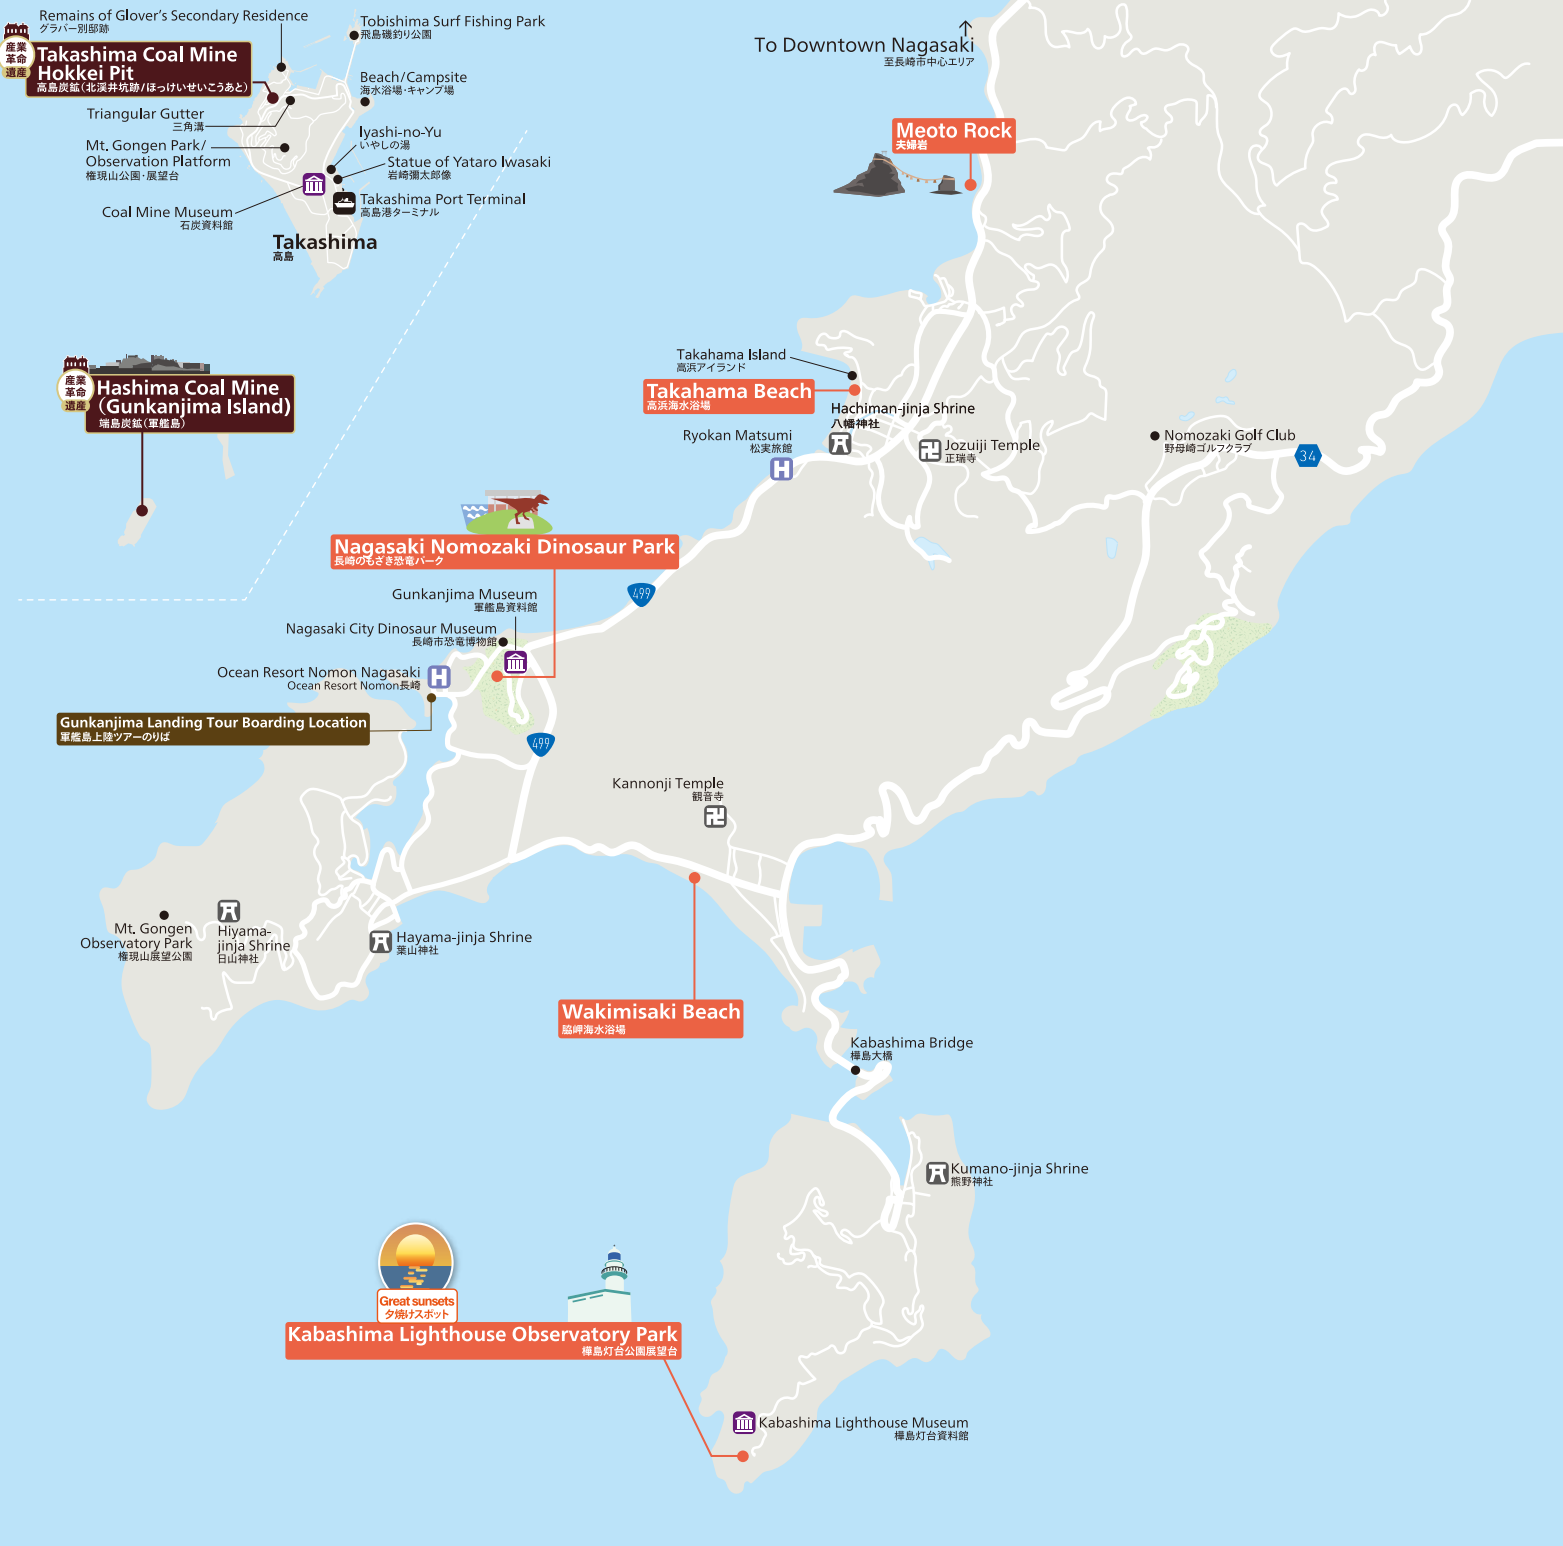 Remains of Glover's Secondary Residence
グラバー別邸跡
産業
革命
遺産
Takashima Coal Mine
Hokkei Pit
高島炭鉱(北渓井坑跡/ほっけいせいこうあと)
Triangular Gutter
三角溝
Mt. Gongen Park/
Observation Platform
権現山公園・展望台
Coal Mine Museum
石炭資料館
Tobishima Surf Fishing Park
飛島磯釣り公園
Beach/Campsite
海水浴場・キャンプ場
Iyashi-no-Yu
いやしの湯
Statue of Yataro Iwasaki
岩崎彌太郎像
Takashima Port Terminal
高島港ターミナル
Takashima
高島
To Downtown Nagasaki
至長崎市中心エリア
Meoto Rock
夫婦岩
産業
革命
遺産
Hashima Coal Mine
(Gunkanjima Island)
端島炭鉱(軍艦島)
Takahama Island
高浜アイランド
Takahama Beach
高浜海水浴場
Hachiman-jinja Shrine
八幡神社
Ryokan Matsumi
松実旅館
H
Jozuiji Temple
正瑞寺
Nomozaki Golf Club
野母崎ゴルフクラブ
34
Nagasaki Nomozaki Dinosaur Park
長崎のもざき恐竜パーク
499
Gunkanjima Museum
軍艦島資料館
Nagasaki City Dinosaur Museum
長崎市恐竜博物館
Ocean Resort Nomon Nagasaki
Ocean Resort Nomon長崎
H
Gunkanjima Landing Tour Boarding Location
軍艦島上陸ツアーのりば
499
Kannonji Temple
観音寺
Mt. Gongen
Observatory Park
権現山展望公園
Hiyama-
jinja Shrine
日山神社
Hayama-jinja Shrine
葉山神社
Wakimisaki Beach
脇岬海水浴場
Kabashima Bridge
樺島大橋
Kumano-jinja Shrine
熊野神社
Great sunsets
夕焼けスポット
Kabashima Lighthouse Observatory Park
樺島灯台公園展望台
Kabashima Lighthouse Museum
樺島灯台資料館